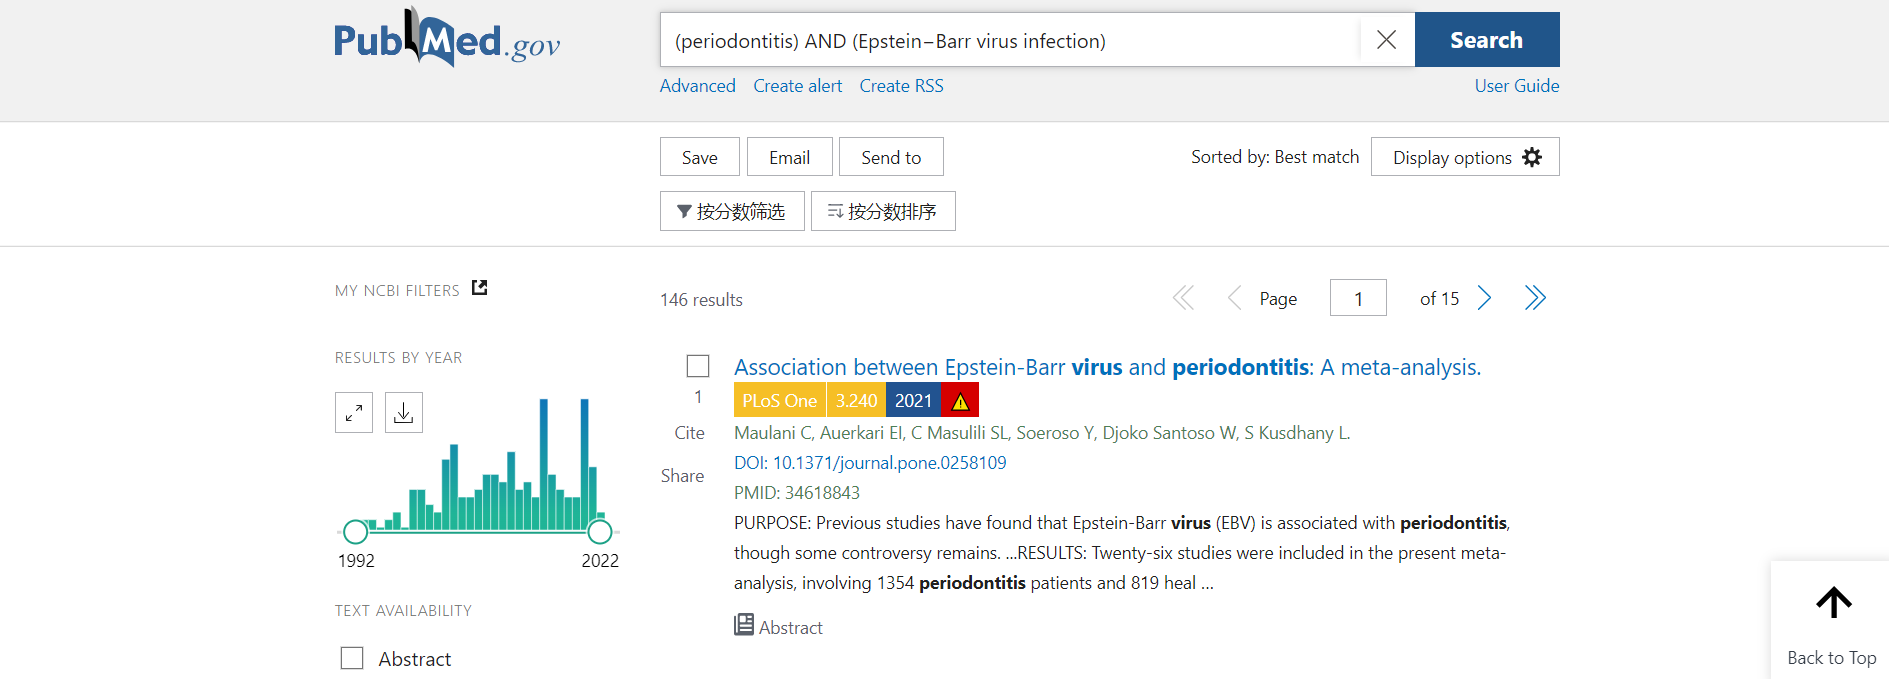 PubMed.gov
(periodontitis) AND (Epstein–Barr virus infection)
Search
Advanced Create alert Create RSS
User Guide
Save Email Send to
Sorted by: Best match Display options
按分数筛选 按分数排序
MY NCBI FILTERS
146 results
Page 1 of 15
RESULTS BY YEAR
1992 2022
TEXT AVAILABILITY
Abstract
Association between Epstein-Barr virus and periodontitis: A meta-analysis.
1
PLoS One 3.240 2021
Cite
Maulani C, Auerkari EI, C Masulili SL, Soeroso Y, Djoko Santoso W, S Kusdhany L.
DOI: 10.1371/journal.pone.0258109
Share
PMID: 34618843
PURPOSE: Previous studies have found that Epstein-Barr virus (EBV) is associated with periodontitis,
though some controversy remains. ...RESULTS: Twenty-six studies were included in the present meta-
analysis, involving 1354 periodontitis patients and 819 heal ...
Abstract
Back to Top